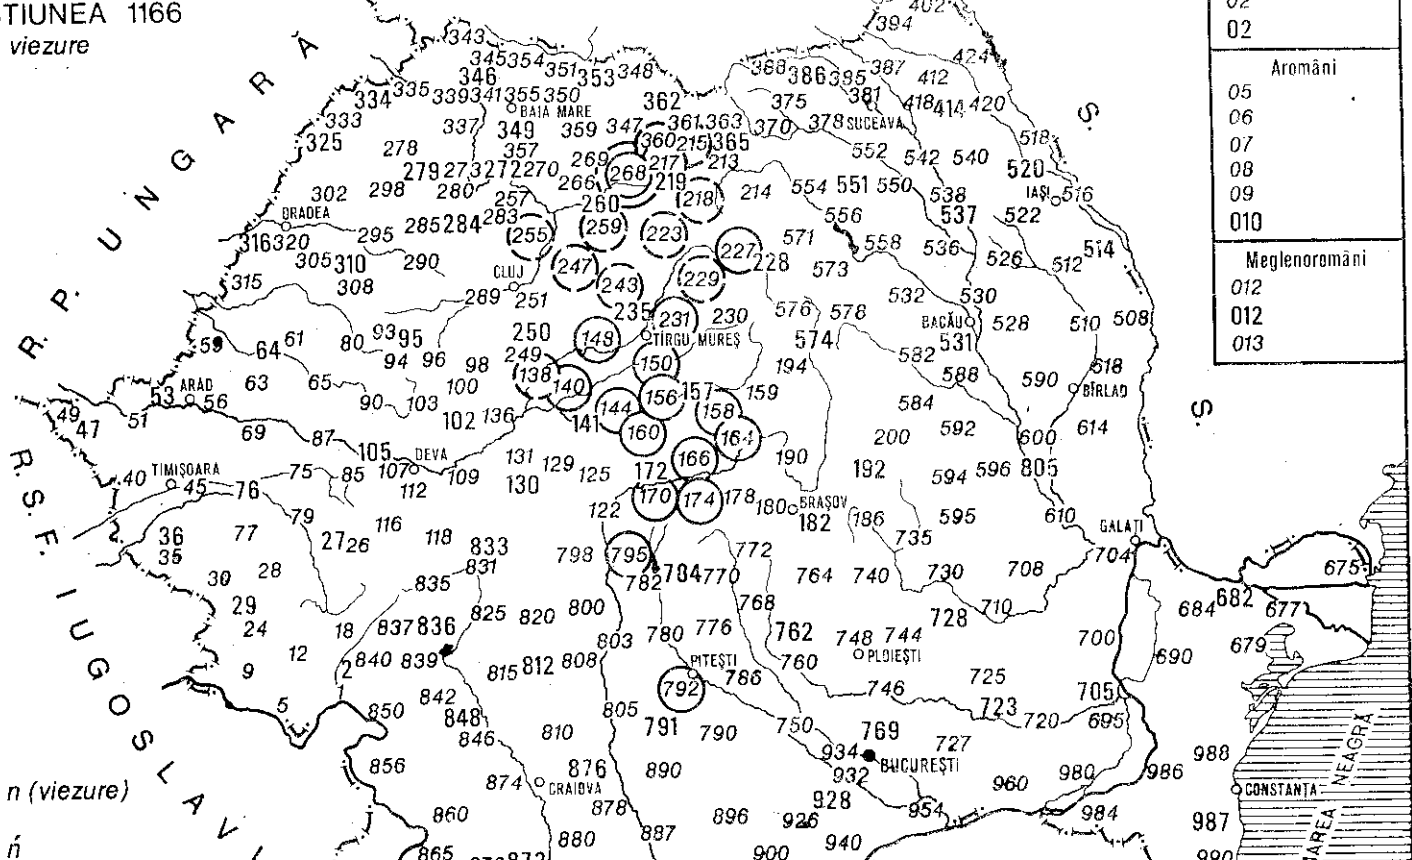 TIUNEA 1166
viezure
R. P. UNGARĂ
S. S.
R.S.F. IUGOSLAVI
n (viezure)
ń
02
02
Aromâni
05
06
07
08
09
010
Meglenoromâni
012
012
013
402
394
343
345 354 351 353 348
388 386 395 387 412 424
346
334 335 339 341 355 350 362
375 381 418 414 420
BAIA MARE
333 337 349 359 347 361 363 370 378 SUCEAVA 518
325 278 357 360 215 365 552 542 540 520
279 273 272 270 269 268 217 213
302 298 280 266 219 214 554 551 550 538 IAȘI 516
257 260 218
ORADEA 285 284 283 259 556 537 522
316 320 295 255 223 227 571 558 536 526 514
305 310 290 247 229 228 573 512
315 308 CLUJ 289 251 243 532 530
235 231 230 576 578 BACĂU 528 510 508
59 64 61 80 93 95 250 148 TÎRGU MUREȘ 574 531
94 96 98 249 150 194 582 618
63 65 100 138 140 588 590 BÎRLAD
53 ARAD 56 90 103 156 157 159
49 47 51 102 136 141 144 158 584
69 87 160 164 200 592 600 614
105 DEVA 131 129 166 190
TIMIȘOARA 75 85 107 109 125 172 192 594 596
40 45 76 112 130 170 174 178 180 BRAȘOV
79 116 122 182 186 595 610 GALAȚI
36 77 27 26 118 833 798 795 772 735 704
35 28 831 782 784 770 764 740 730 708 675
30 835
29 825 820 800 768 728 710 684 682 677
24 18 837 836 803 780 776 762 748 744 700 679
12 840 839 812 808 PITEȘTI 760 PLOIEȘTI 690
9 2 815 792 786 746 725 705
5 1 842 805 723
850 848 791 790 750 769 720 695
846 810 934 727 988
856 876 890 932 BUCUREȘTI 980 986
874 CRAIOVA 960 CONSTANȚA
878 928 954
860 896 926 984 987
880 887 940
865 872 900 990
MAREA NEAGRĂ